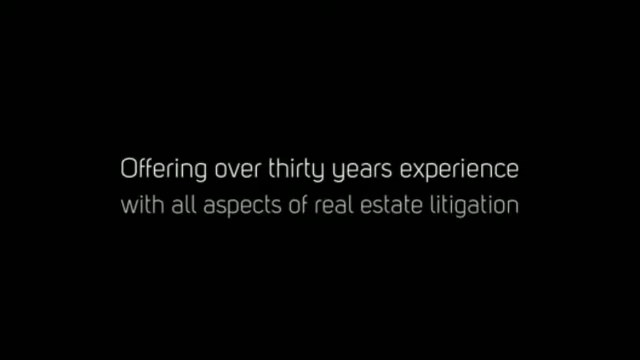 Offering over thirty years experience
with all aspects of real estate litigation